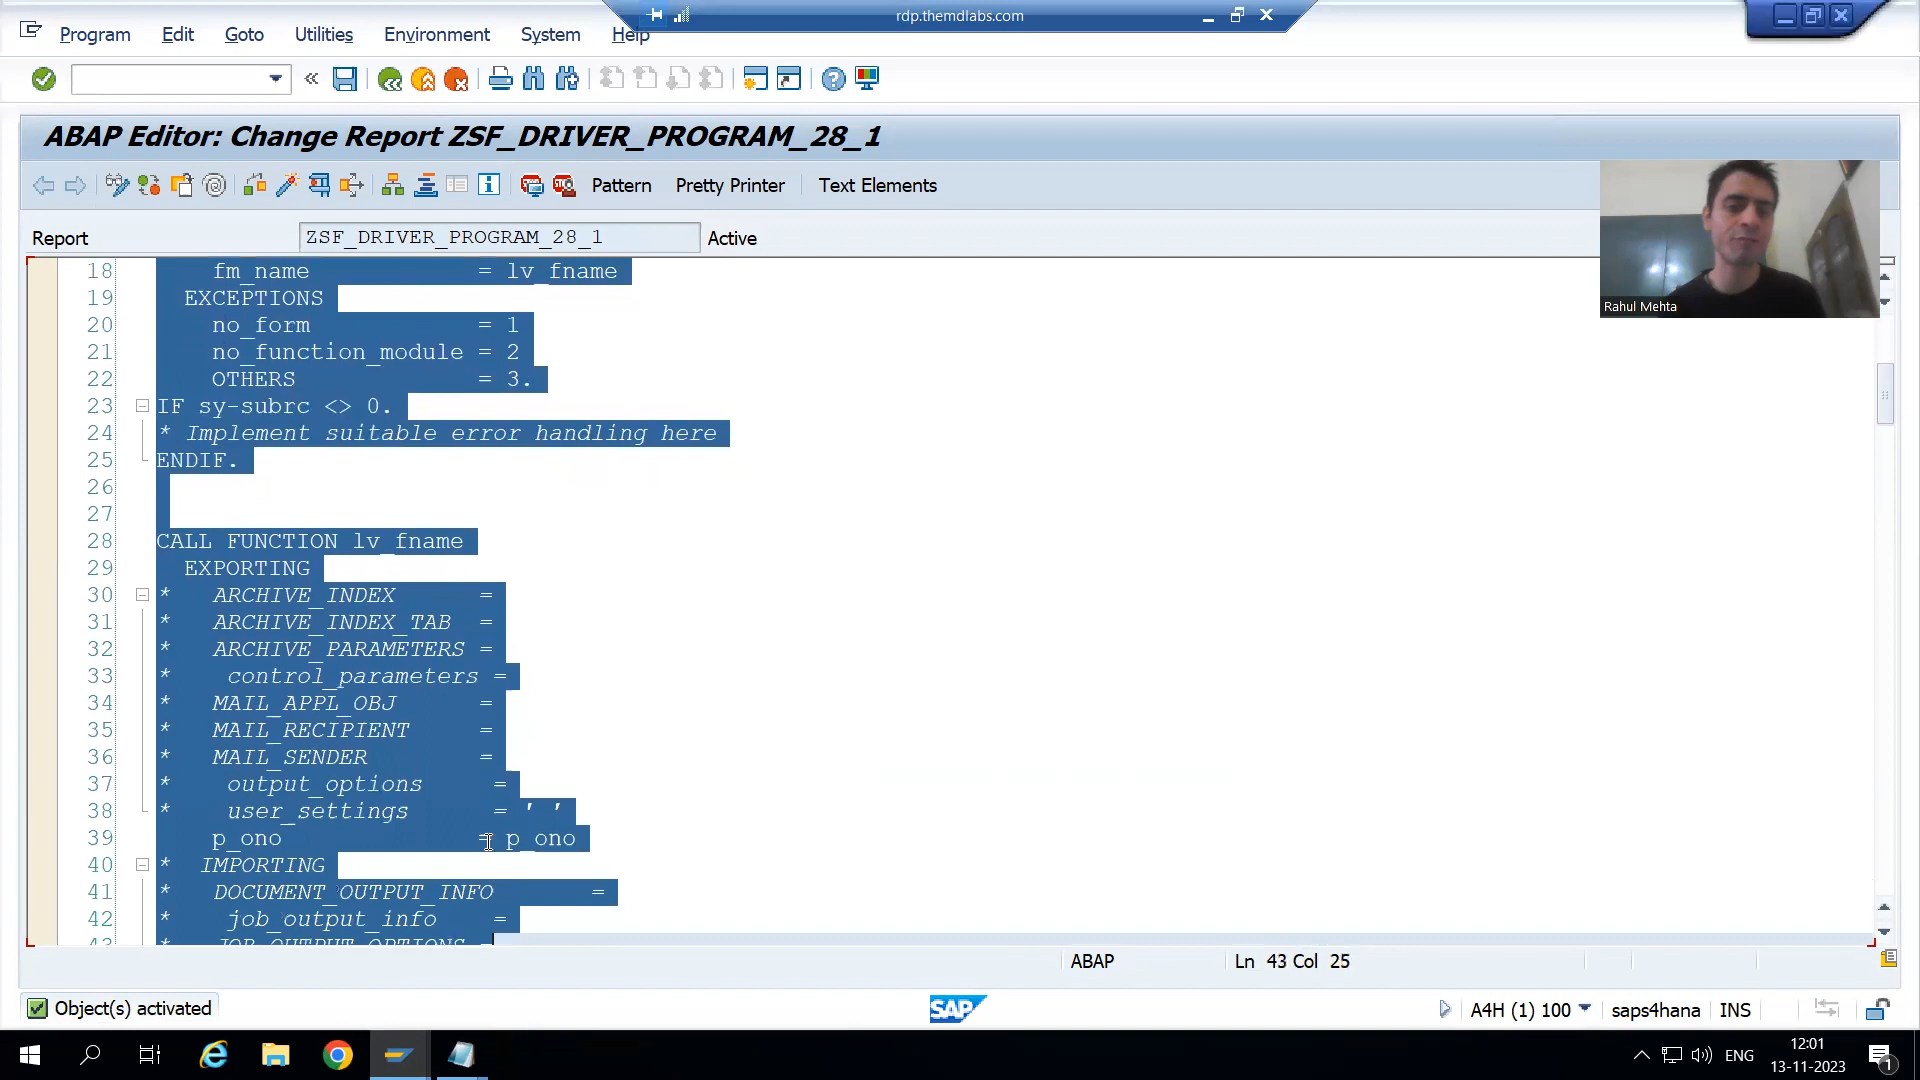 rdp.themdlabs.com
Program Edit Goto Utilities Environment System Help
ABAP Editor: Change Report ZSF_DRIVER_PROGRAM_28_1
Pattern Pretty Printer Text Elements
Report ZSF_DRIVER_PROGRAM_28_1 Active
Rahul Mehta
18 fm_name = lv_fname
19 EXCEPTIONS
20 no_form = 1
21 no_function_module = 2
22 OTHERS = 3.
23 IF sy-subrc <> 0.
24 * Implement suitable error handling here
25 ENDIF.
26
27
28 CALL FUNCTION lv_fname
29 EXPORTING
30 * ARCHIVE_INDEX =
31 * ARCHIVE_INDEX_TAB =
32 * ARCHIVE_PARAMETERS =
33 * control_parameters =
34 * MAIL_APPL_OBJ =
35 * MAIL_RECIPIENT =
36 * MAIL_SENDER =
37 * output_options =
38 * user_settings = ' '
39 p_ono = p_ono
40 * IMPORTING
41 * DOCUMENT_OUTPUT_INFO =
42 * job_output_info =
43 * JOB_OUTPUT_OPTIONS =
ABAP Ln 43 Col 25
Object(s) activated SAP A4H (1) 100 saps4hana INS
ENG 12:01
13-11-2023 1